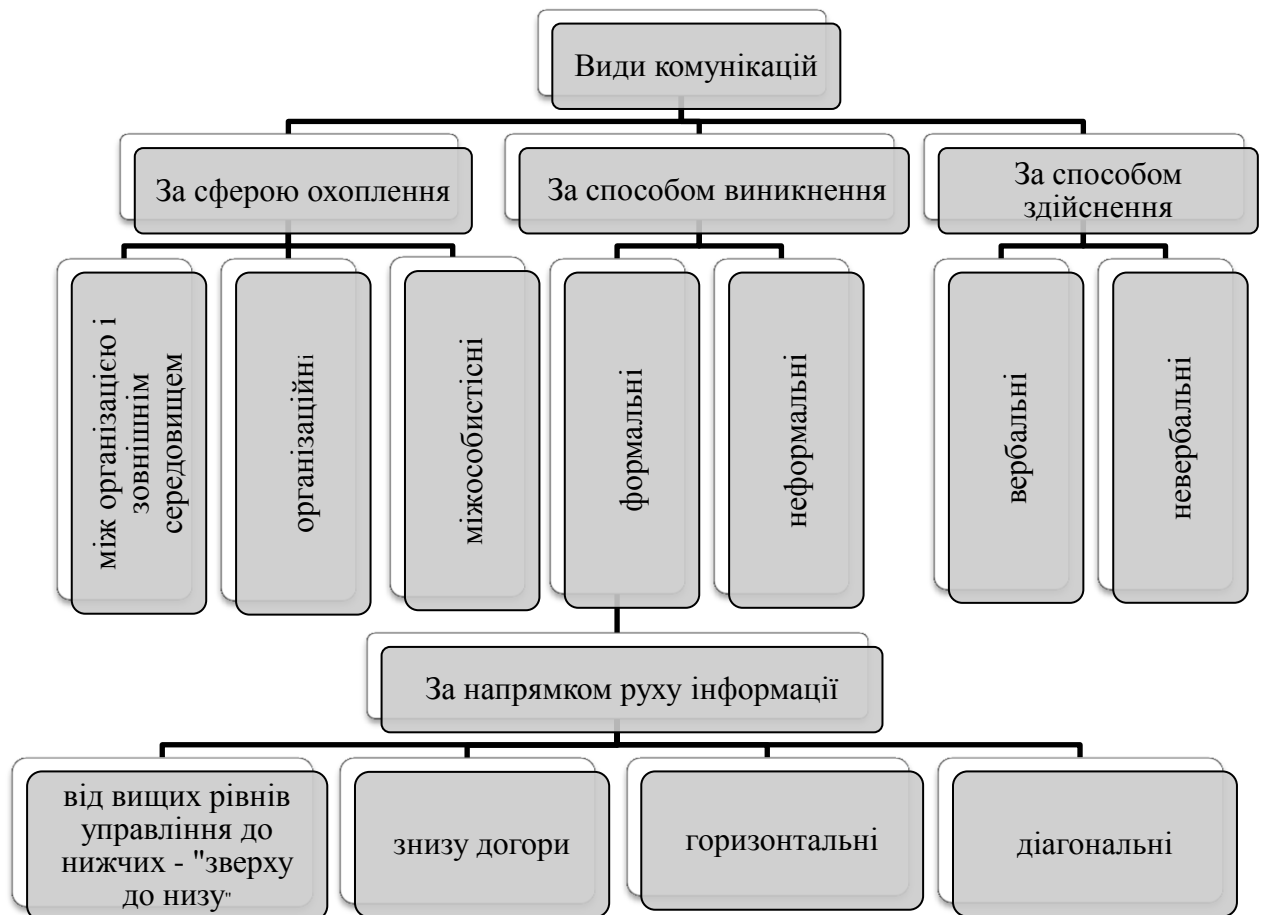 Види комунікацій
За сферою охоплення
За способом виникнення
За способом
здійснення
між організацією і
зовнішнім
середовищем
організаційні
міжособистісні
формальні
неформальні
вербальні
невербальні
За напрямком руху інформації
від вищих рівнів
управління до
нижчих - "зверху
до низу"
знизу догори
горизонтальні
діагональні